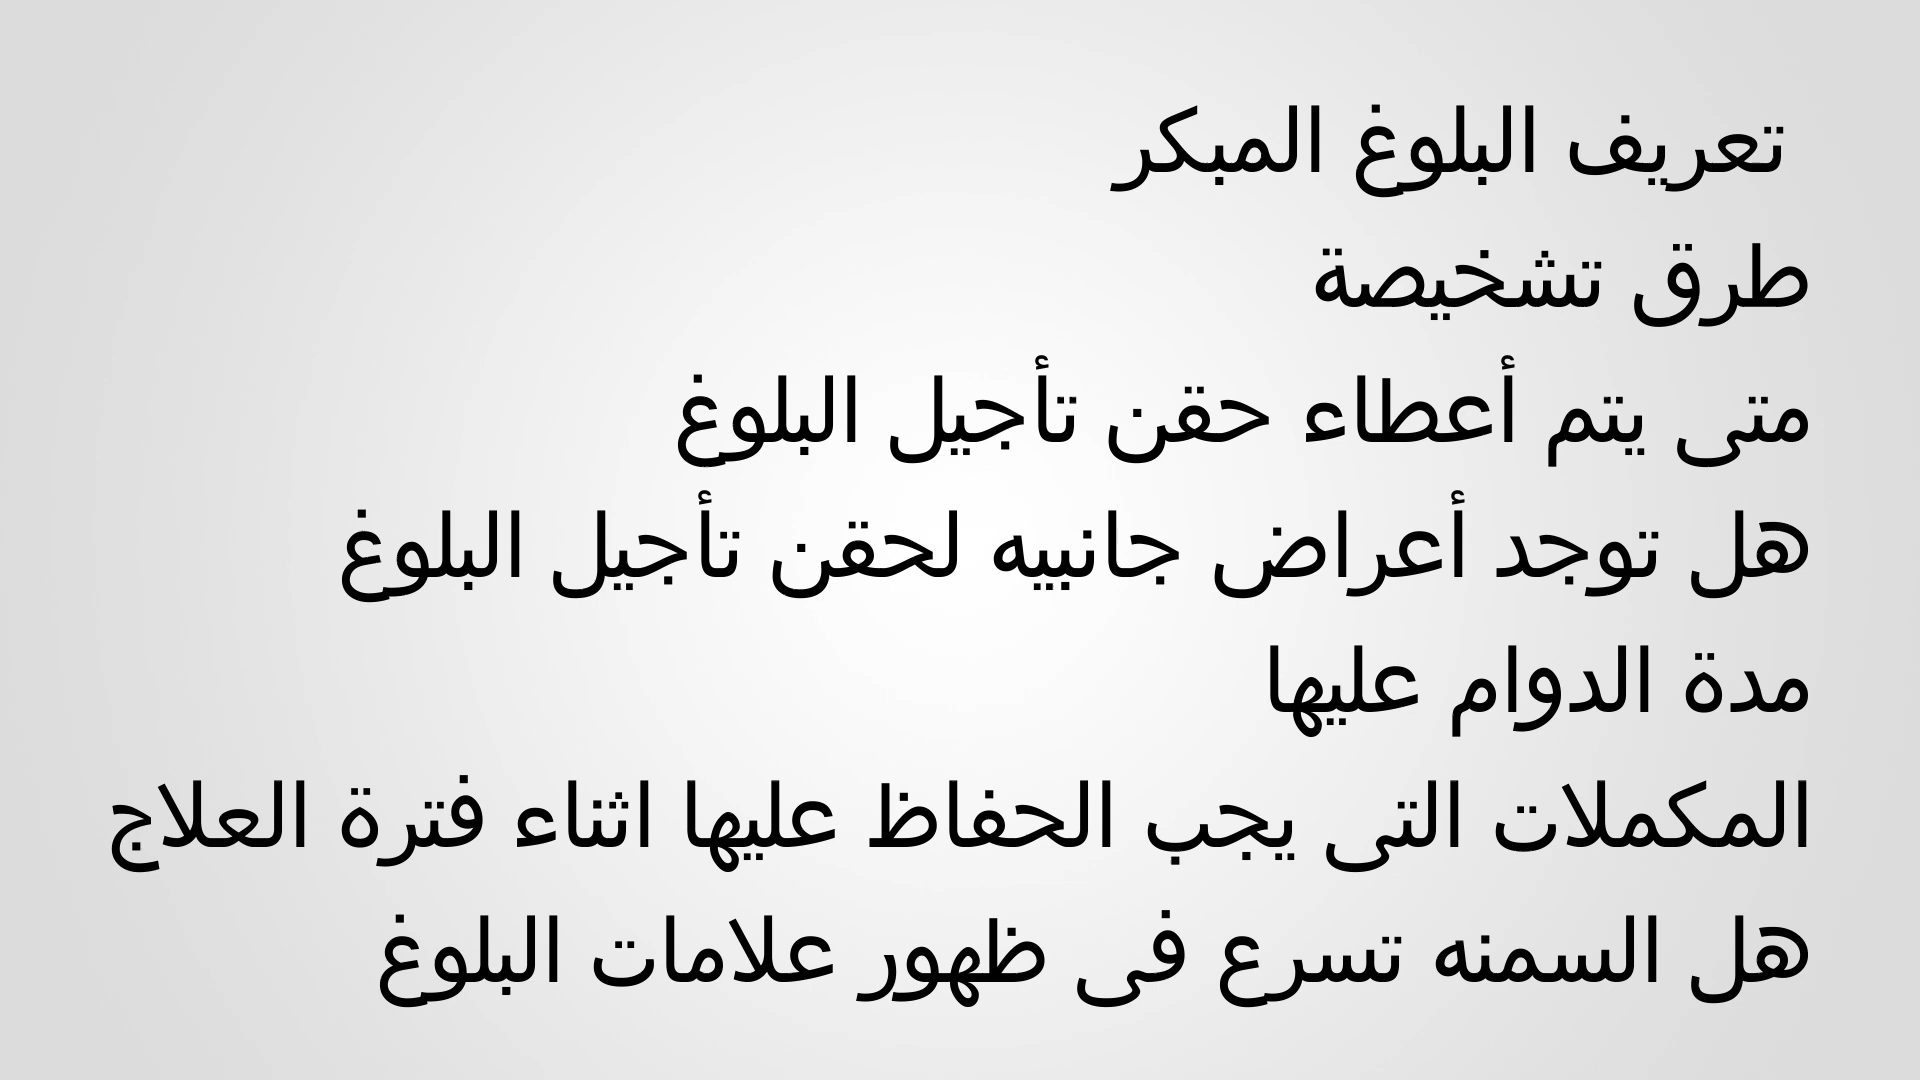 تعريف البلوغ المبكر
طرق تشخيصة
متى يتم أعطاء حقن تأجيل البلوغ
هل توجد أعراض جانبيه لحقن تأجيل البلوغ
مدة الدوام عليها
المكملات التى يجب الحفاظ عليها اثناء فترة العلاج
هل السمنه تسرع فى ظهور علامات البلوغ